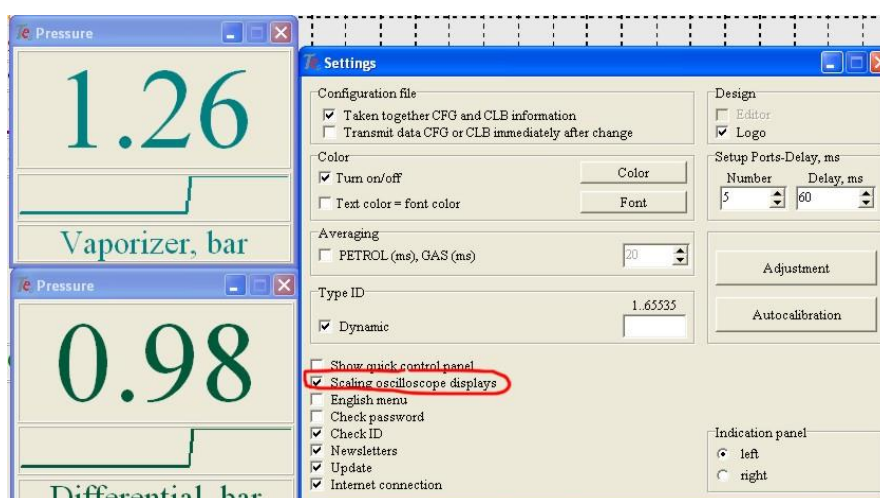 Pressure
1.26
Vaporizer, bar
Pressure
0.98
Differential, bar
Settings
Configuration file
Taken together CFG and CLB information
Transmit data CFG or CLB immediately after change
Color
Turn on/off
Color
Text color = font color
Font
Averaging
PETROL (ms), GAS (ms)
20
Type ID
1..65535
Dynamic
Show quick control panel
Scaling oscilloscope displays
English menu
Check password
Check ID
Newsletters
Update
Internet connection
Design
Editor
Logo
Setup Ports-Delay, ms
Number Delay, ms
5 60
Adjustment
Autocalibration
Indication panel
left
right